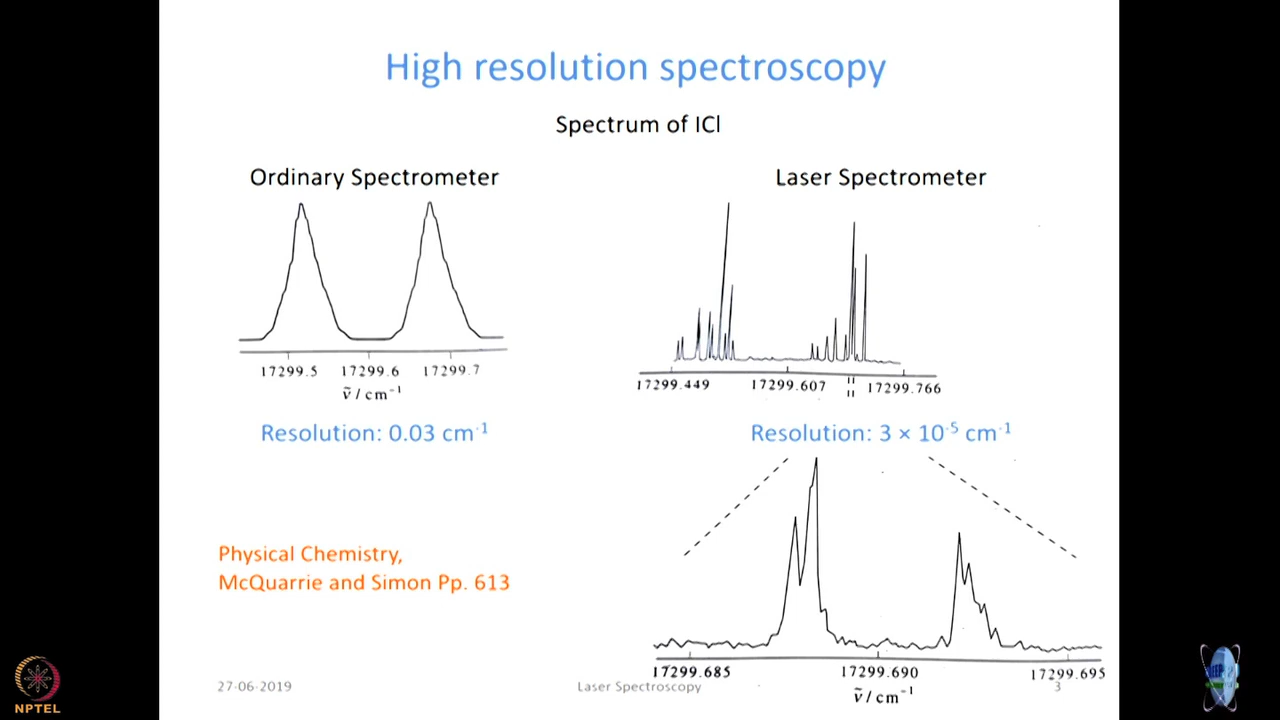 High resolution spectroscopy
Spectrum of ICl
Ordinary Spectrometer
17299.5 17299.6 17299.7
ν̃ / cm⁻¹
Resolution: 0.03 cm⁻¹
Laser Spectrometer
17299.449 17299.607 17299.766
Resolution: 3 × 10⁻⁵ cm⁻¹
17299.685 17299.690 17299.695
ν̃ / cm⁻¹
Physical Chemistry,
McQuarrie and Simon Pp. 613
27-06-2019
Laser Spectroscopy
3
NPTEL